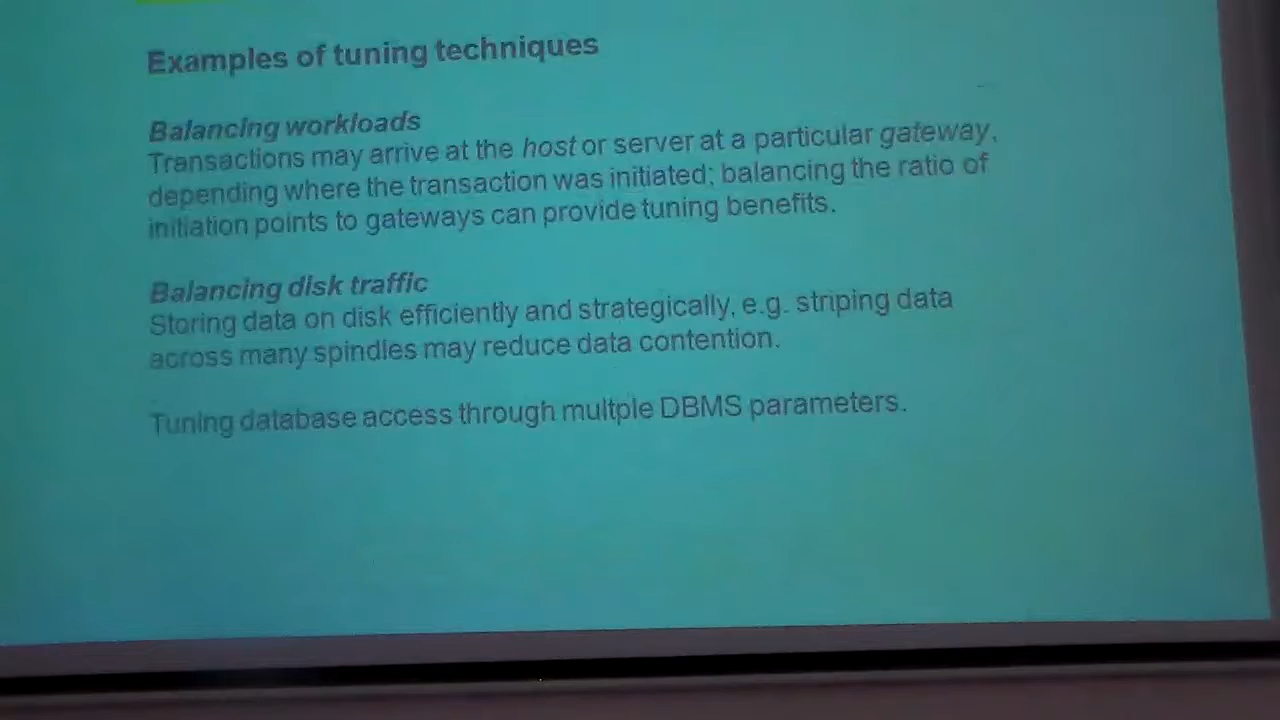 Examples of tuning techniques
Balancing workloads
Transactions may arrive at the host or server at a particular gateway,
depending where the transaction was initiated; balancing the ratio of
initiation points to gateways can provide tuning benefits.
Balancing disk traffic
Storing data on disk efficiently and strategically, e.g. striping data
across many spindles may reduce data contention.
Tuning database access through multple DBMS parameters.